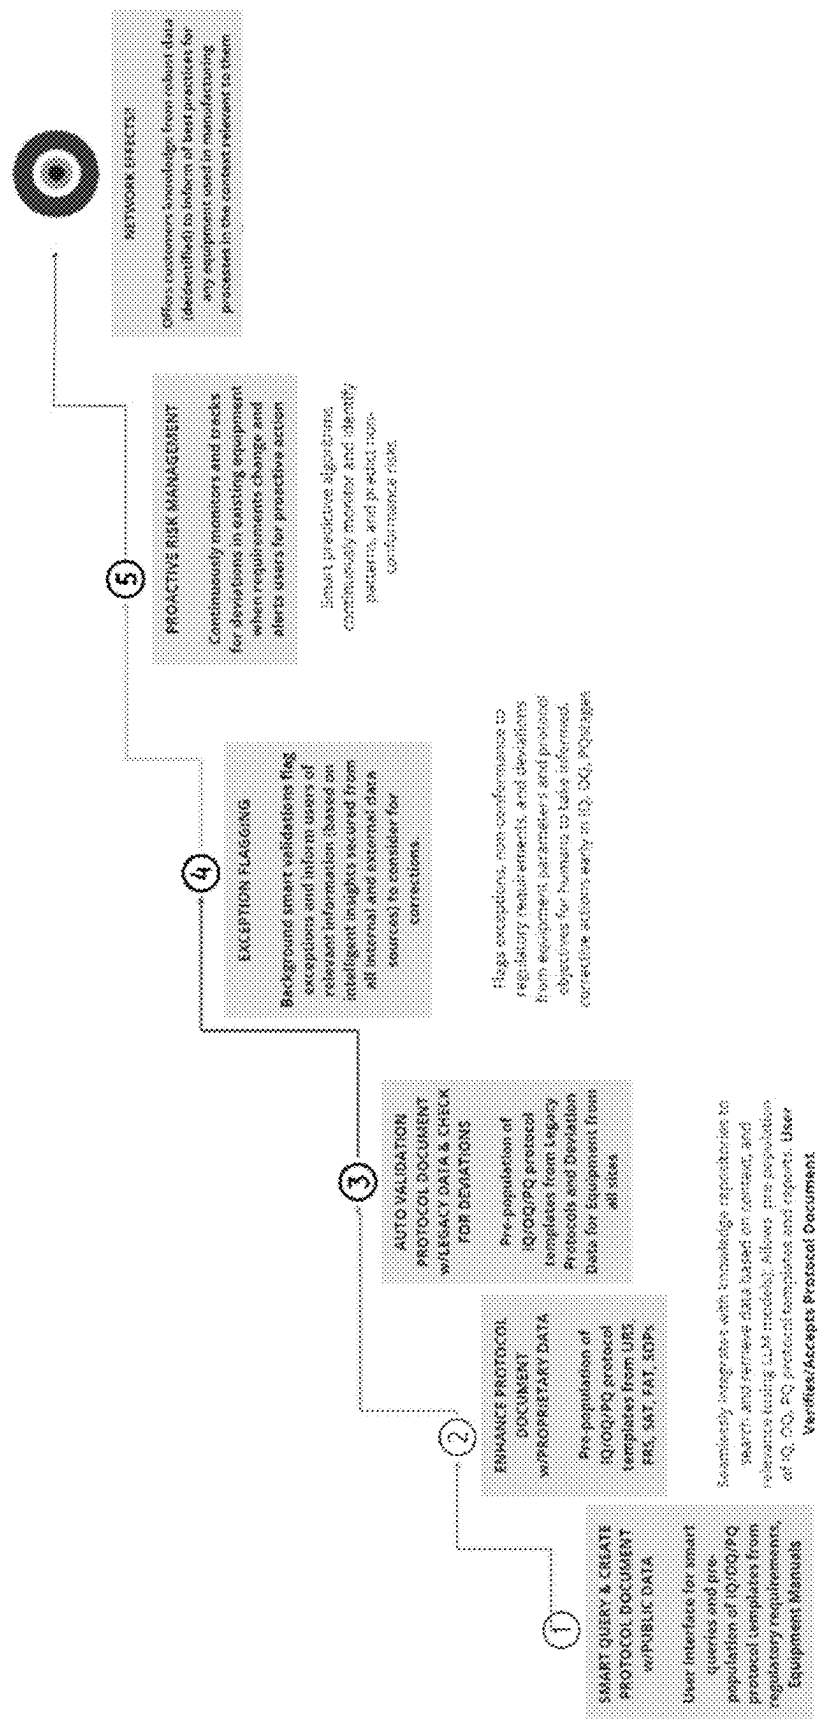 1
SMART QUERY & CREATE
PROTOCOL DOCUMENT
w/PUBLIC DATA
User interface for smart
queries and pre-
population of IQ/OQ/PQ
protocol templates from
regulatory requirements,
Equipment Manuals
2
ENHANCE PROTOCOL
DOCUMENT
w/PROPRIETARY DATA
Pre-population of
IQ/OQ/PQ protocol
templates from URS,
FRS, SAT, FAT, SOPs
Seamlessly integrates with knowledge repositories to
search and retrieve data based on context, and
relevance (using LLM models). Allows pre-population
of IQ, OQ, PQ protocol templates and reports. User
Verifies/Accepts Protocol Document
3
AUTO VALIDATION
PROTOCOL DOCUMENT
w/LEGACY DATA & CHECK
FOR DEVIATIONS
Pre-population of
IQ/OQ/PQ protocol
templates from Legacy
Protocols and Deviation
Data for Equipment from
all sites
4
EXCEPTION FLAGGING
Background smart validations flag
exceptions and inform users of
relevant information (based on
intelligent insights secured from
all internal and external data
sources) to consider for
corrections.
Flags exceptions, non-conformance to
regulatory requirements, and deviations
from equipment parameters and protocol
objectives for humans to take informed,
corrective actions early in IQ, OQ, PQ stages
5
PROACTIVE RISK MANAGEMENT
Continuously monitors and tracks
for deviations in existing equipment
when requirements change and
alerts users for proactive action
Smart predictive algorithms
continuously monitor and identify
patterns, and predict non-
conformance risks
NETWORK EFFECTS!
Offers customers knowledge from robust data
(deidentified) to inform of best practices for
any equipment used in manufacturing
processes in the context relevant to them